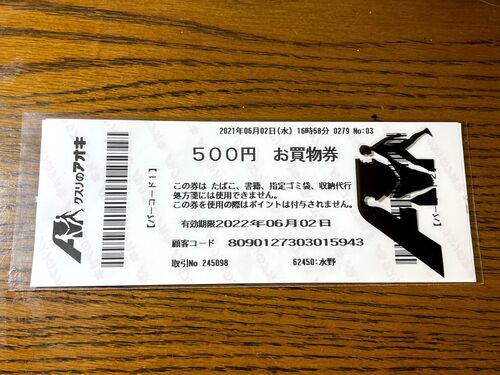 クスリのアオキ
【バーコード1】
2021年06月02日(水) 16時58分 0279 No:03
500円 お買物券
この券は たばこ、書籍、指定ゴミ袋、収納代行
処方箋には使用できません。
この券を使用の際はポイントは付与されません。
有効期限2022年06月02日
顧客コード 8090127303015943
取引No 245098 62450:水野